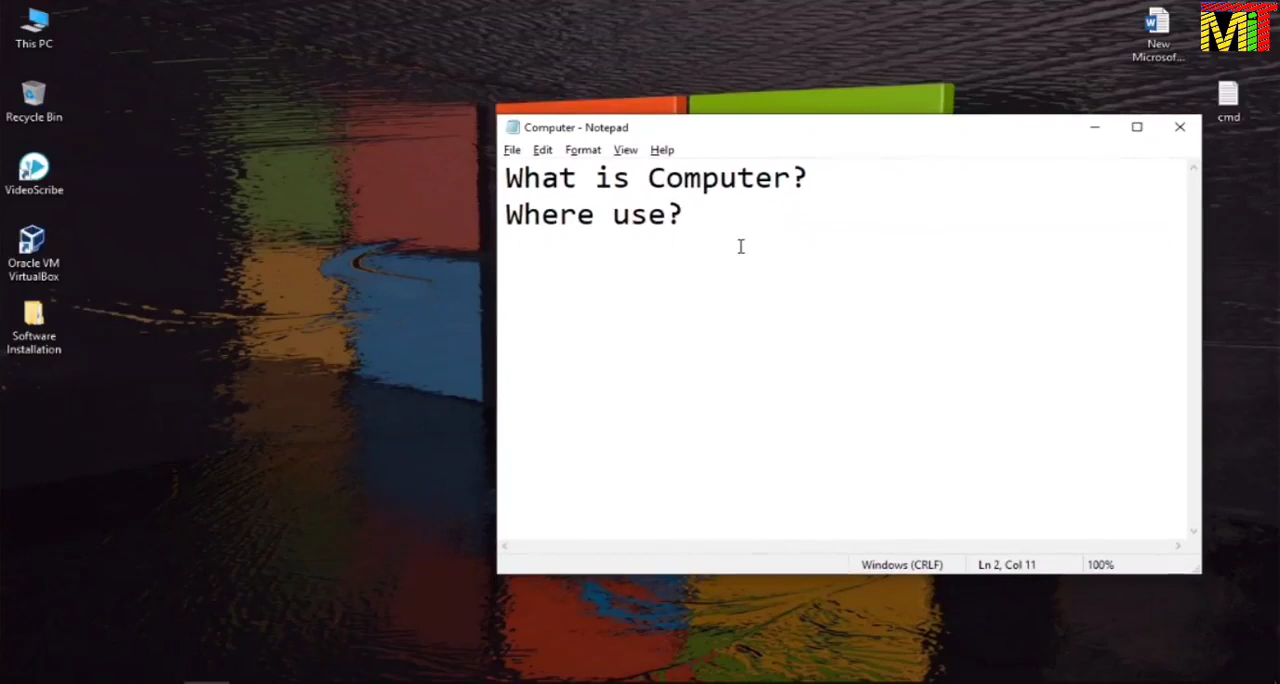 This PC
Recycle Bin
VideoScribe
Oracle VM
VirtualBox
Software
Installation
New
Microsof...
MiT
cmd
Computer - Notepad
File Edit Format View Help
What is Computer?
Where use?
Windows (CRLF) Ln 2, Col 11 100%